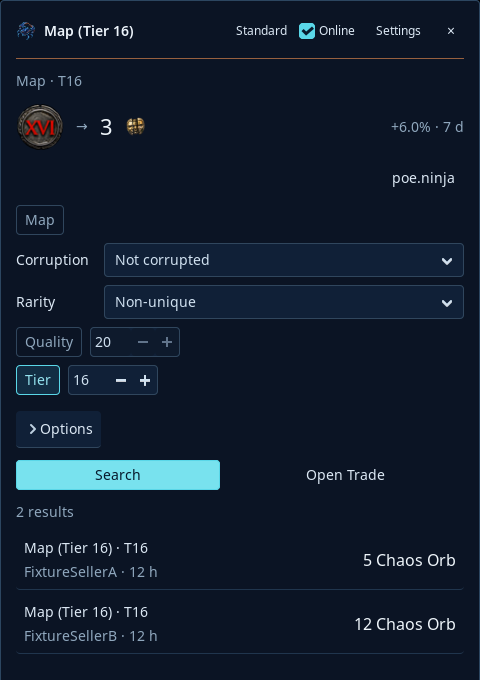 Map (Tier 16) Standard Online Settings ×
Map · T16
XVI → 3 +6.0% · 7 d
poe.ninja
Map
Corruption Not corrupted
Rarity Non-unique
Quality 20 − +
Tier 16 − +
Options
Search Open Trade
2 results
Map (Tier 16) · T16
5 Chaos Orb
FixtureSellerA · 12 h
Map (Tier 16) · T16
12 Chaos Orb
FixtureSellerB · 12 h